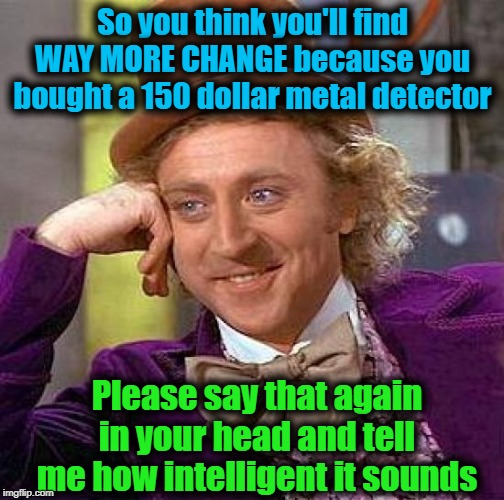 So you think you'll find
WAY MORE CHANGE because you
bought a 150 dollar metal detector
Please say that again
in your head and tell
me how intelligent it sounds
imgflip.com